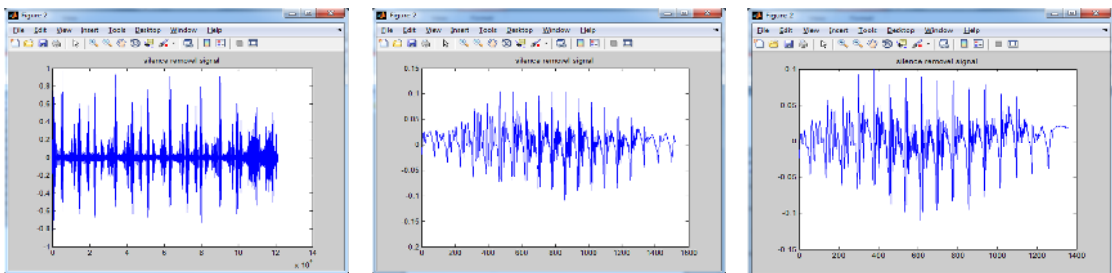 Figure 2
File Edit View Insert Tools Desktop Window Help
silence removel signal
1
0.8
0.6
0.4
0.2
0
-0.2
-0.4
-0.6
-0.8
-1
0 2 4 6 8 10 12 14
Figure 2
File Edit View Insert Tools Desktop Window Help
silence removel signal
0.15
0.1
0.05
0
-0.05
-0.1
0.15
0.2
0 200 400 600 800 1000 1200 1400 1600
Figure 2
File Edit View Insert Tools Desktop Window Help
silence removel signal
0.1
0.05
0
-0.05
-0.1
-0.15
0 200 400 600 800 1000 1200 1400